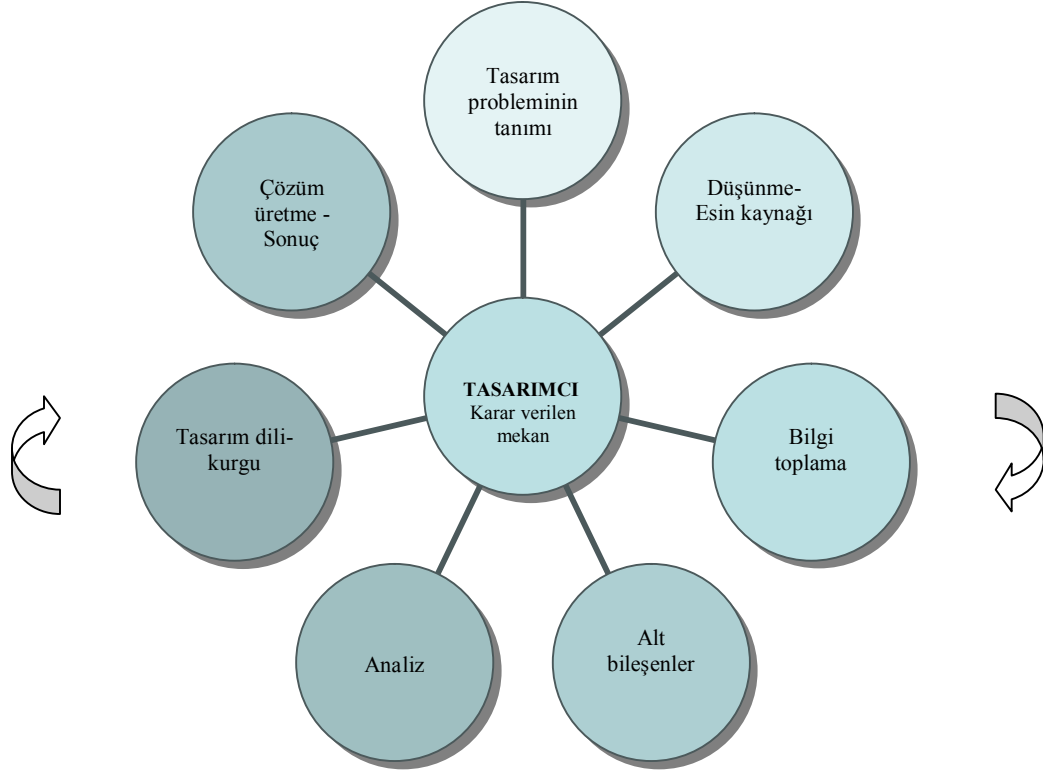 Tasarım
probleminin
tanımı
Düşünme-
Esin kaynağı
Çözüm
üretme -
Sonuç
TASARIMCI
Karar verilen
mekan
Bilgi
toplama
Tasarım dili-
kurgu
Alt
bileşenler
Analiz